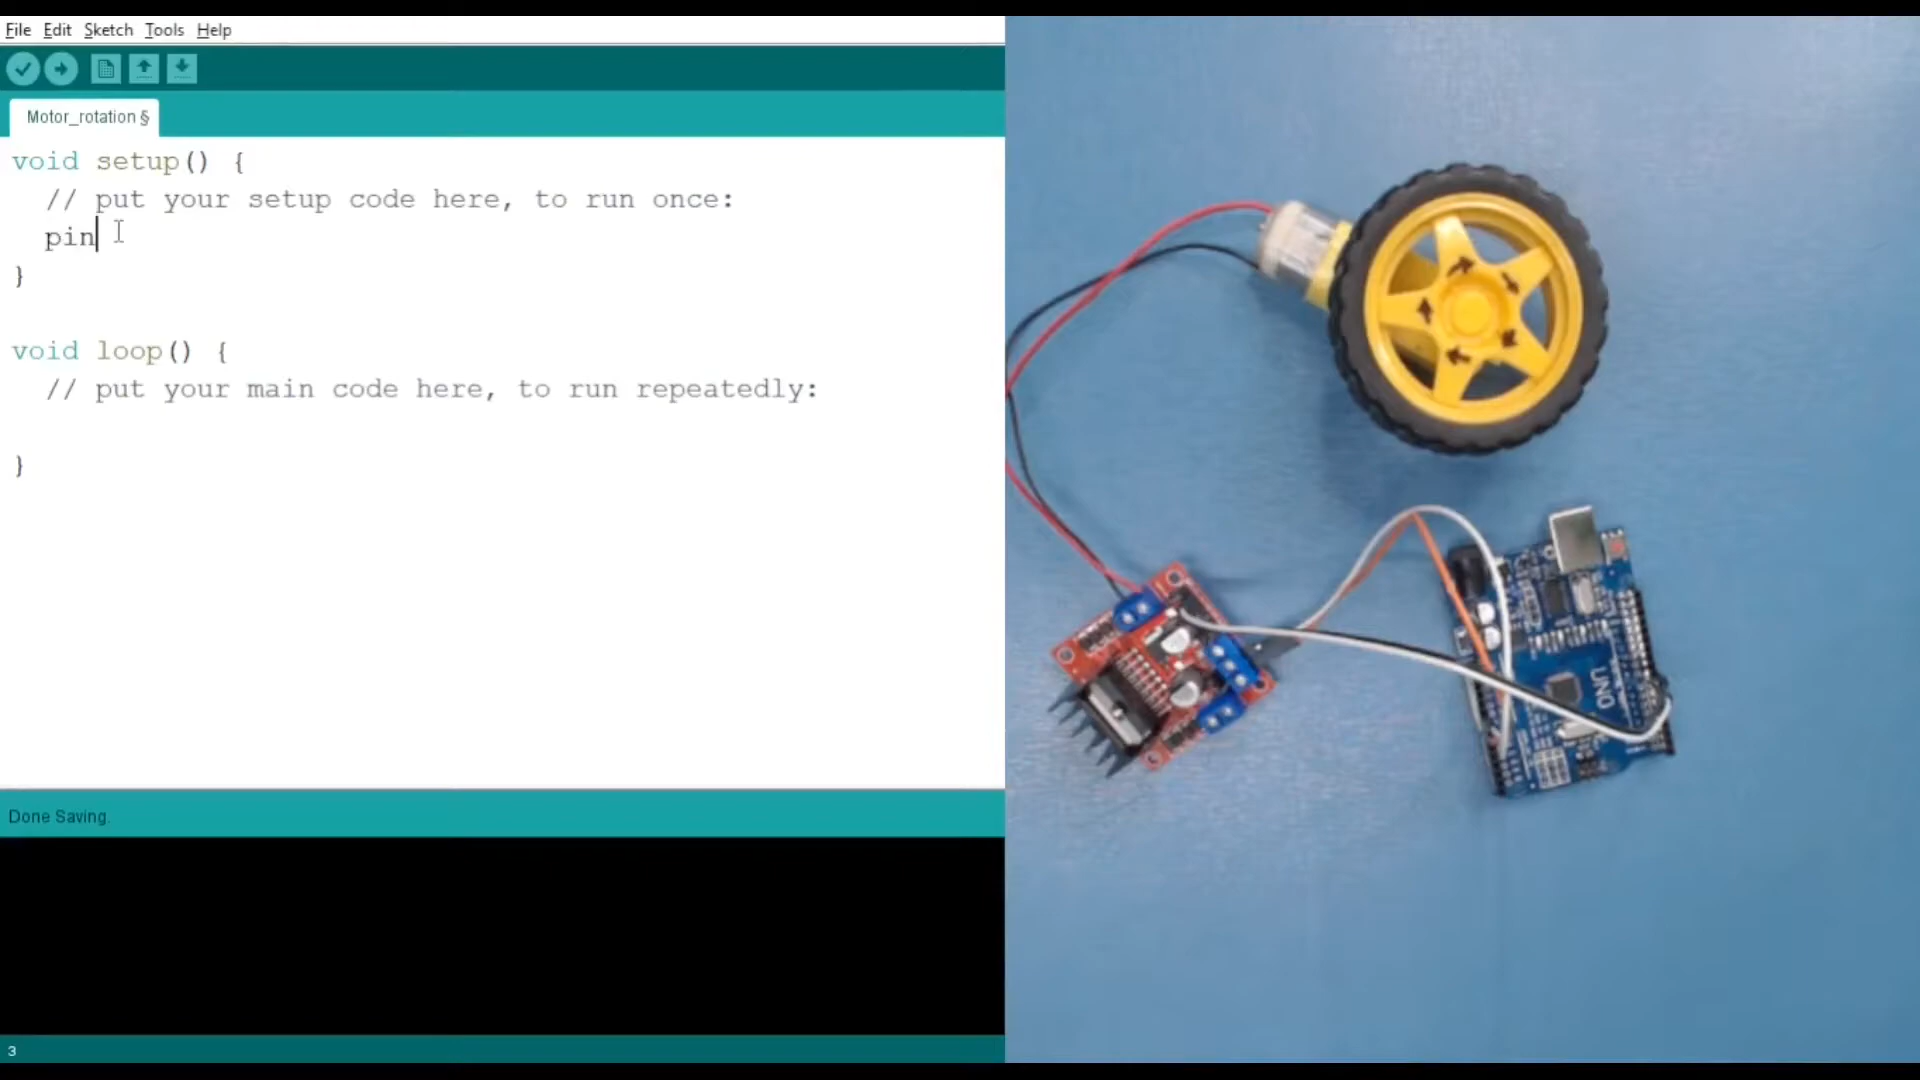 File Edit Sketch Tools Help
Motor_rotation §
void setup() {
// put your setup code here, to run once:
pin
}
void loop() {
// put your main code here, to run repeatedly:
}
Done Saving.
3
UNO